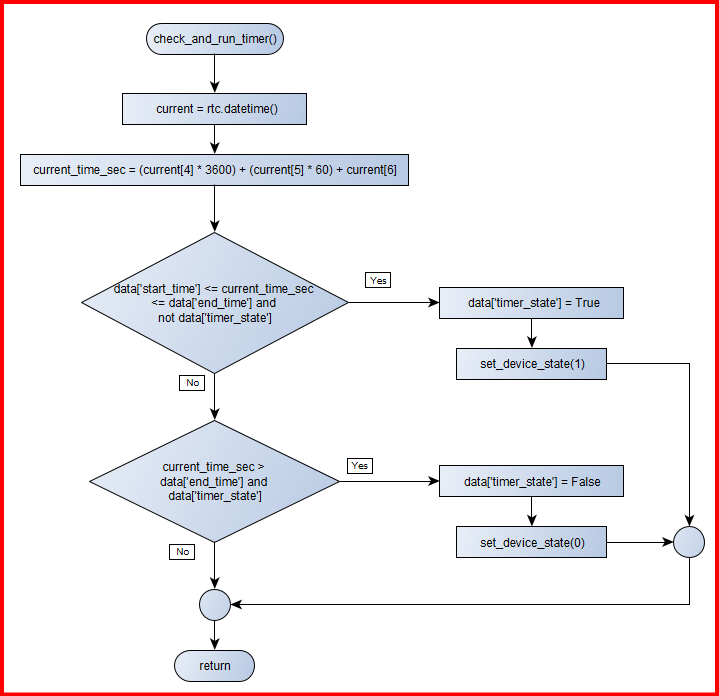 check_and_run_timer()
current = rtc.datetime()
current_time_sec = (current[4] * 3600) + (current[5] * 60) + current[6]
data['start_time'] <= current_time_sec
<= data['end_time'] and
not data['timer_state']
Yes
data['timer_state'] = True
set_device_state(1)
No
current_time_sec >
data['end_time'] and
data['timer_state']
Yes
data['timer_state'] = False
set_device_state(0)
No
return